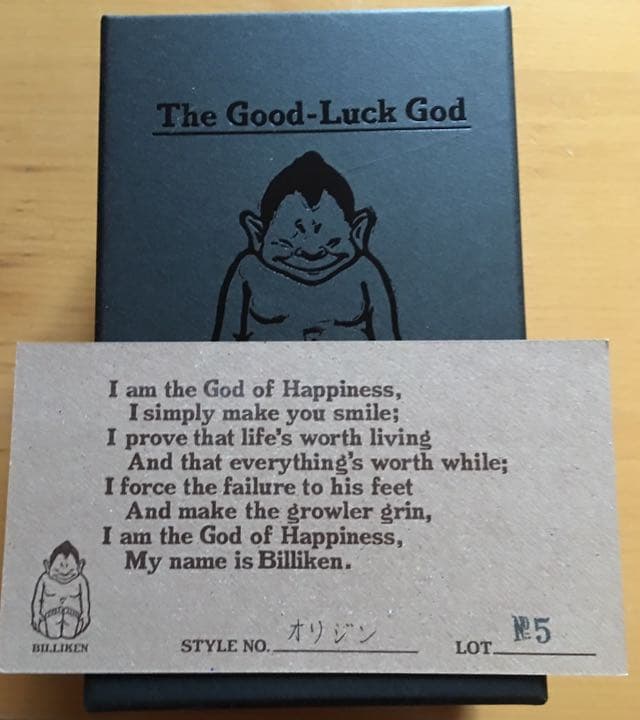 The Good-Luck God
I am the God of Happiness,
I simply make you smile;
I prove that life's worth living
And that everything's worth while;
I force the failure to his feet
And make the growler grin,
I am the God of Happiness,
My name is Billiken.
BILLIKEN
STYLE NO. オリジン LOT № 5